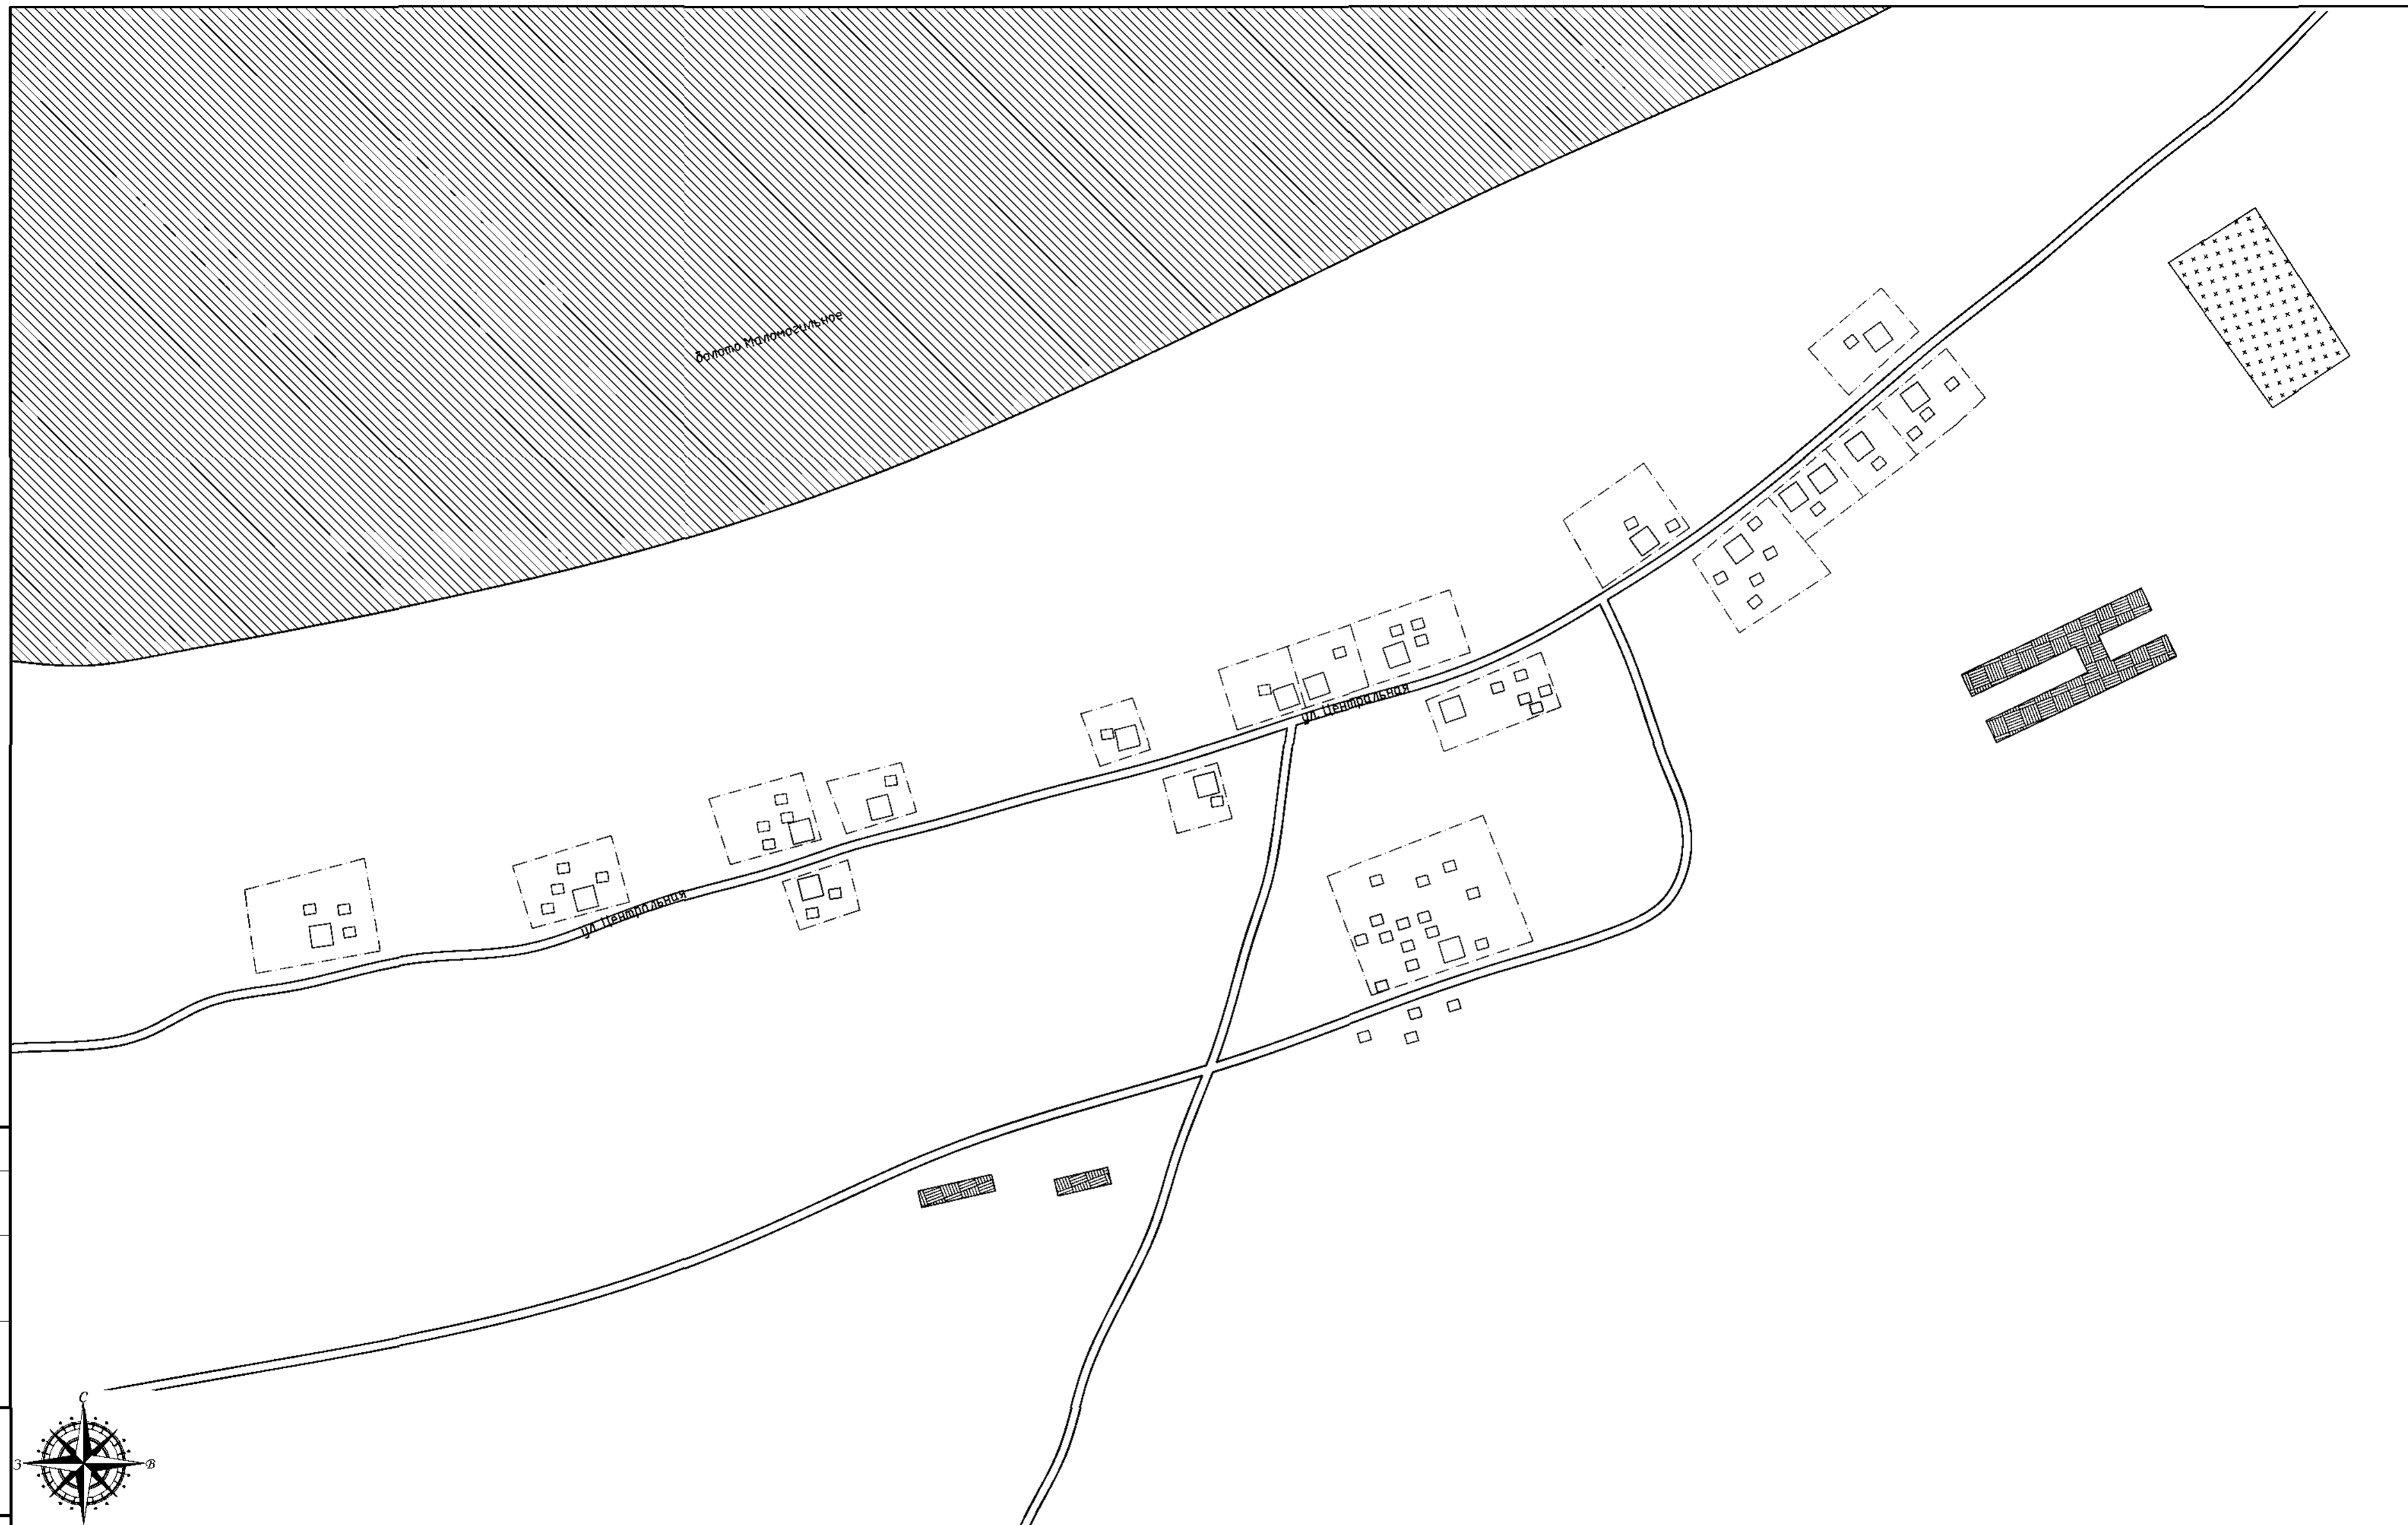 болото Маломогильное
ул. Центральная
ул. Центральная
С
З
В